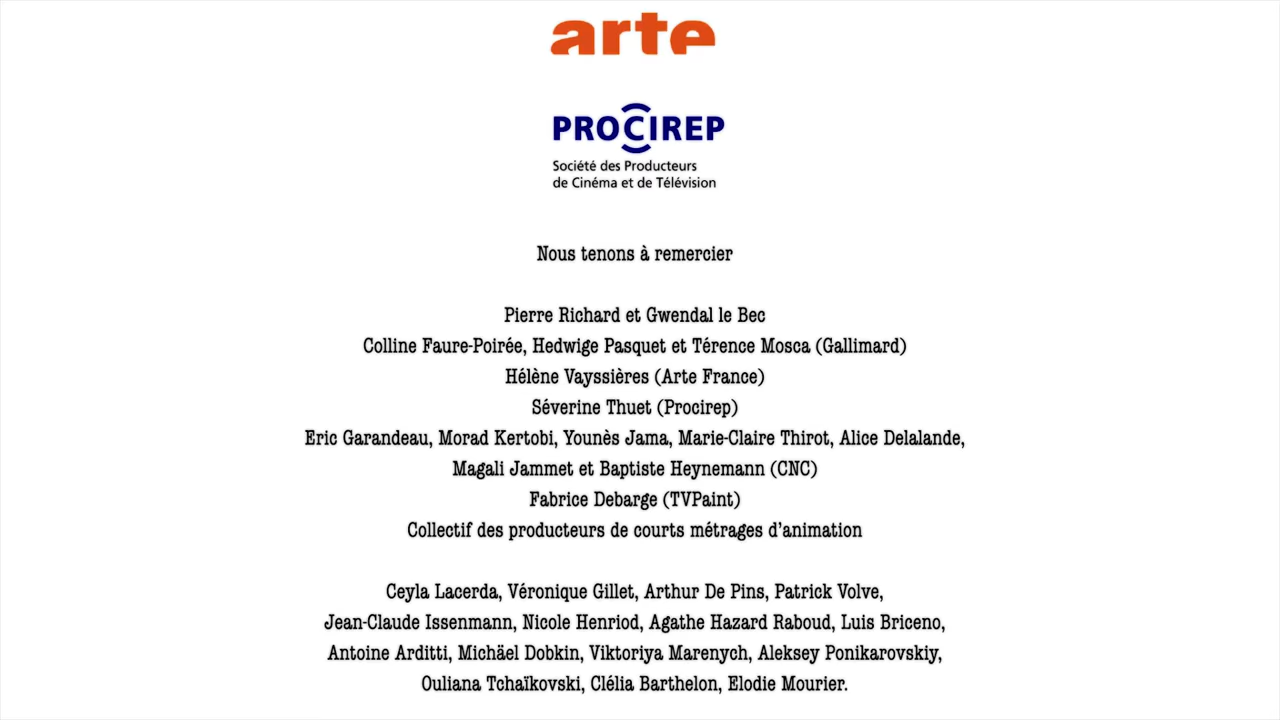 arte
PROCIREP
Société des Producteurs
de Cinéma et de Télévision
Nous tenons à remercier
Pierre Richard et Gwendal le Bec
Colline Faure-Poirée, Hedwige Pasquet et Térence Mosca (Gallimard)
Hélène Vayssières (Arte France)
Séverine Thuet (Procirep)
Eric Garandeau, Morad Kertobi, Younès Jama, Marie-Claire Thirot, Alice Delalande,
Magali Jammet et Baptiste Heynemann (CNC)
Fabrice Debarge (TVPaint)
Collectif des producteurs de courts métrages d'animation
Ceyla Lacerda, Véronique Gillet, Arthur De Pins, Patrick Volve,
Jean-Claude Issenmann, Nicole Henriod, Agathe Hazard Raboud, Luis Briceno,
Antoine Arditti, Michäel Dobkin, Viktoriya Marenych, Aleksey Ponikarovskiy,
Ouliana Tchaïkovski, Clélia Barthelon, Elodie Mourier.